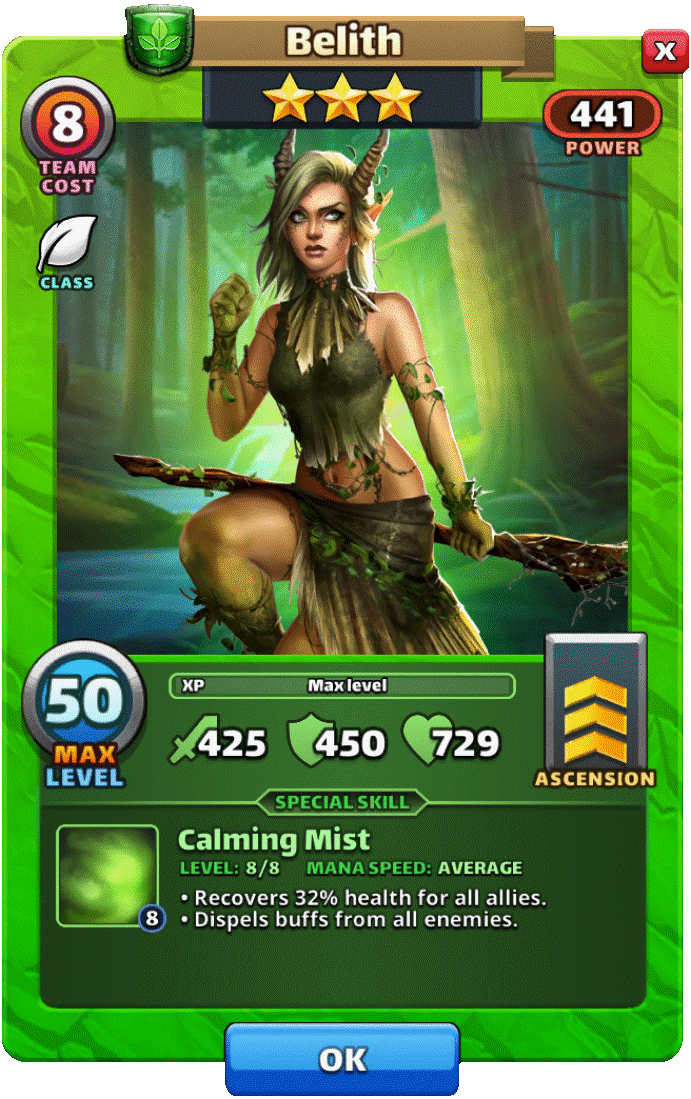 Belith
X
8
TEAM
COST
441
POWER
CLASS
50
MAX
LEVEL
XP Max level
425 450 729
ASCENSION
SPECIAL SKILL
Calming Mist
LEVEL: 8/8 MANA SPEED: AVERAGE
8
• Recovers 32% health for all allies.
• Dispels buffs from all enemies.
OK